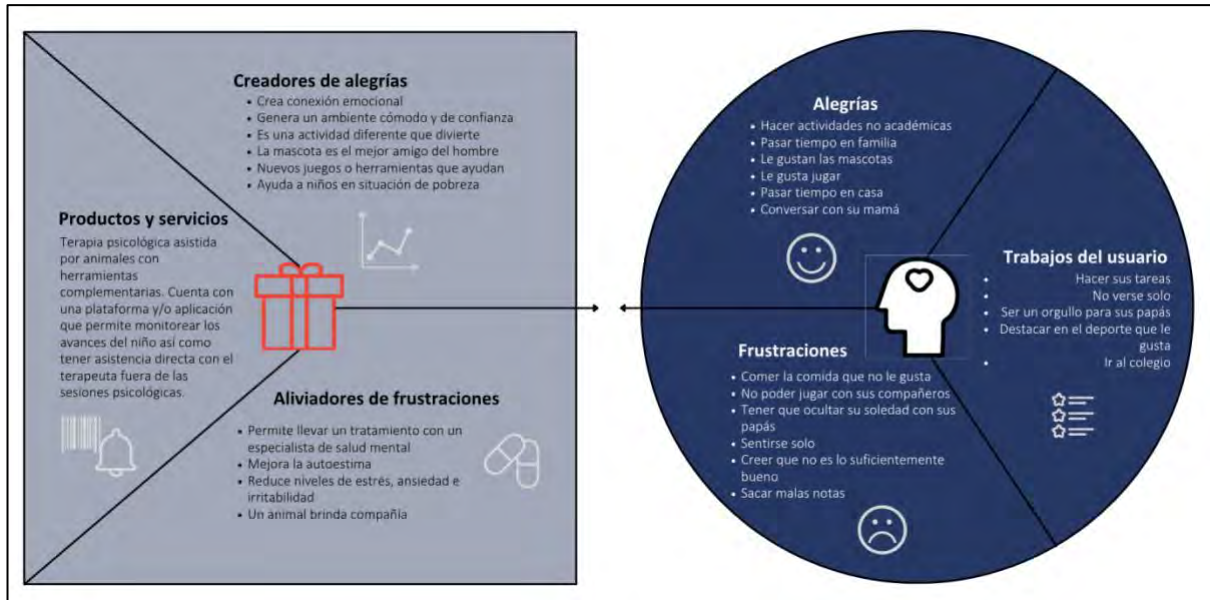 Creadores de alegrías
• Crea conexión emocional
• Genera un ambiente cómodo y de confianza
• Es una actividad diferente que divierte
• La mascota es el mejor amigo del hombre
• Nuevos juegos o herramientas que ayudan
• Ayuda a niños en situación de pobreza
Productos y servicios
Terapia psicológica asistida
por animales con
herramientas
complementarias. Cuenta con
una plataforma y/o aplicación
que permite monitorear los
avances del niño así como
tener asistencia directa con el
terapeuta fuera de las
sesiones psicológicas.
Aliviadores de frustraciones
• Permite llevar un tratamiento con un
especialista de salud mental
• Mejora la autoestima
• Reduce niveles de estrés, ansiedad e
irritabilidad
• Un animal brinda compañía
Alegrías
• Hacer actividades no académicas
• Pasar tiempo en familia
• Le gustan las mascotas
• Le gusta jugar
• Pasar tiempo en casa
• Conversar con su mamá
Trabajos del usuario
• Hacer sus tareas
• No verse solo
• Ser un orgullo para sus papás
• Destacar en el deporte que le
gusta
• Ir al colegio
Frustraciones
• Comer la comida que no le gusta
• No poder jugar con sus compañeros
• Tener que ocultar su soledad con sus
papás
• Sentirse solo
• Creer que no es lo suficientemente
bueno
• Sacar malas notas